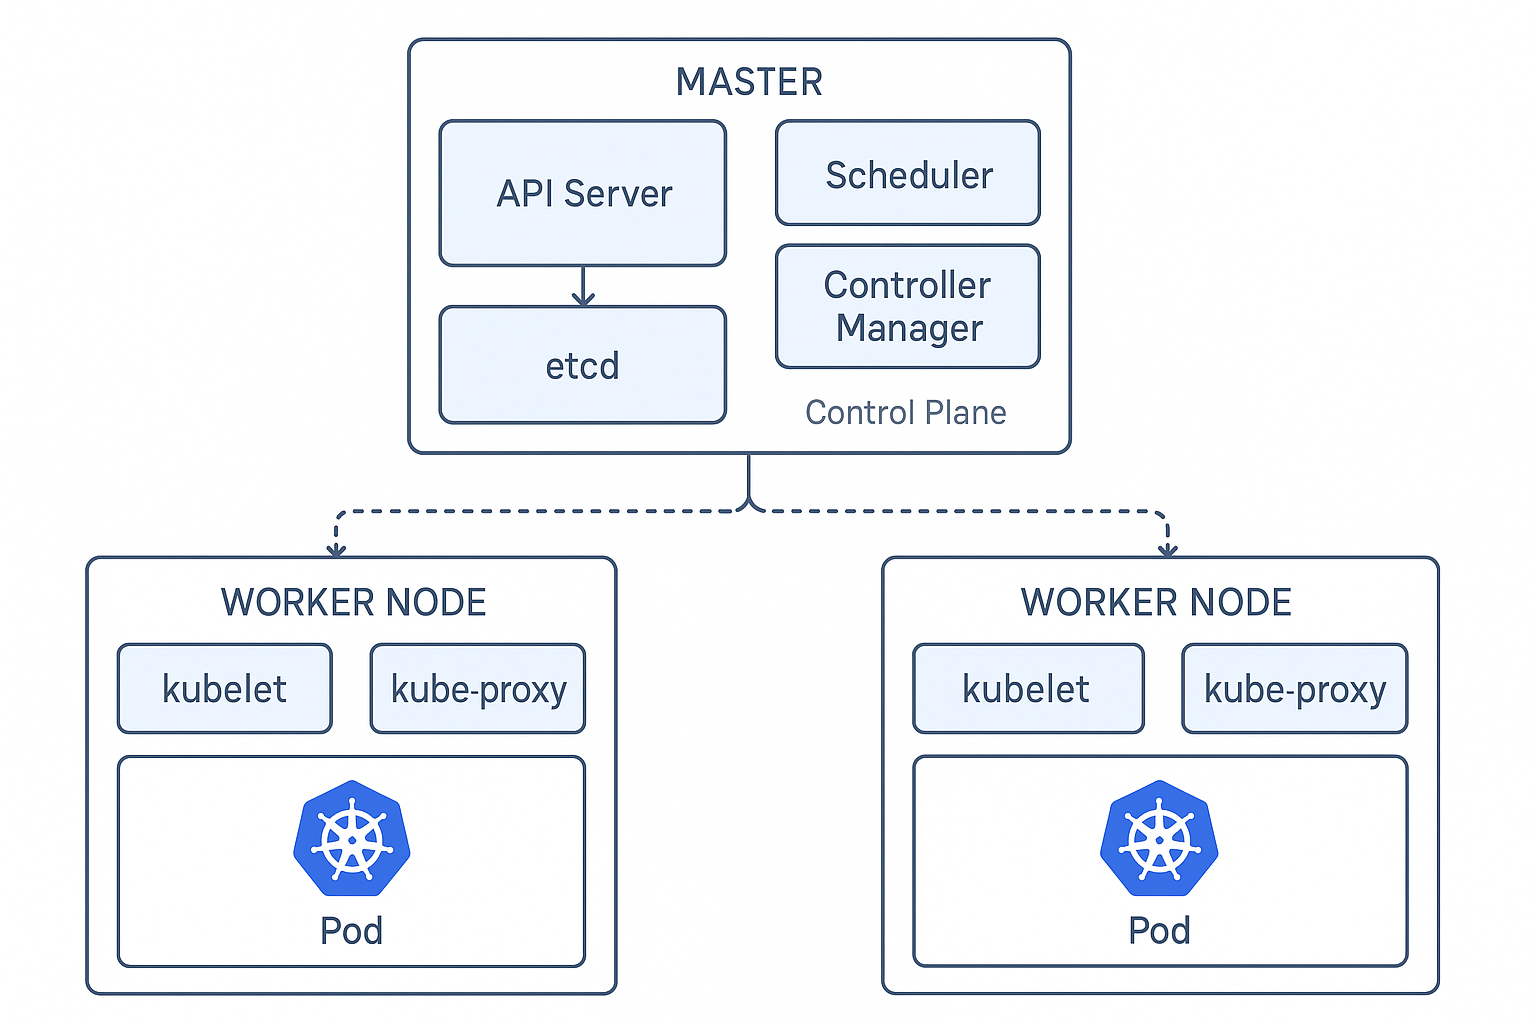 MASTER
API Server
Scheduler
Controller
Manager
etcd
Control Plane
WORKER NODE
kubelet
kube-proxy
Pod
WORKER NODE
kubelet
kube-proxy
Pod